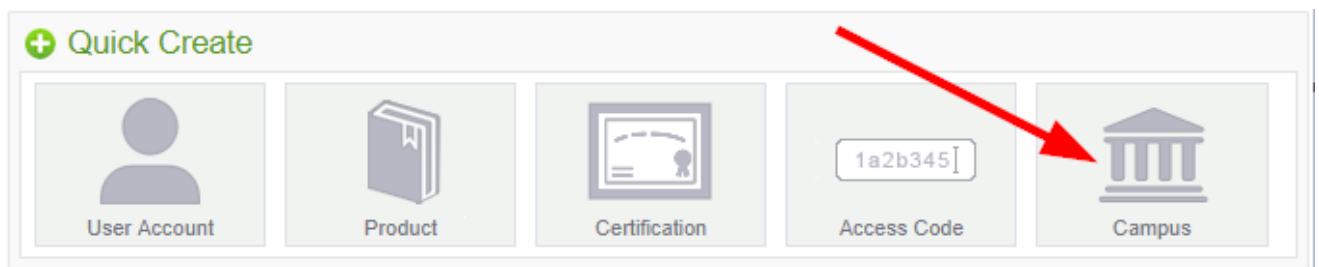 Quick Create
1a2b345
User Account
Product
Certification
Access Code
Campus